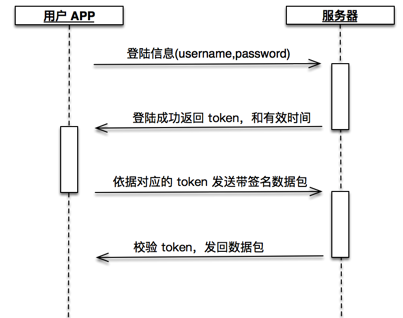 用户 APP
服务器
登陆信息(username,password)
登陆成功返回 token，和有效时间
依据对应的 token 发送带签名数据包
校验 token，发回数据包